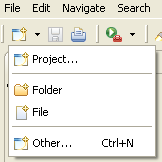 File Edit Navigate Search
Project...
Folder
File
Other... Ctrl+N